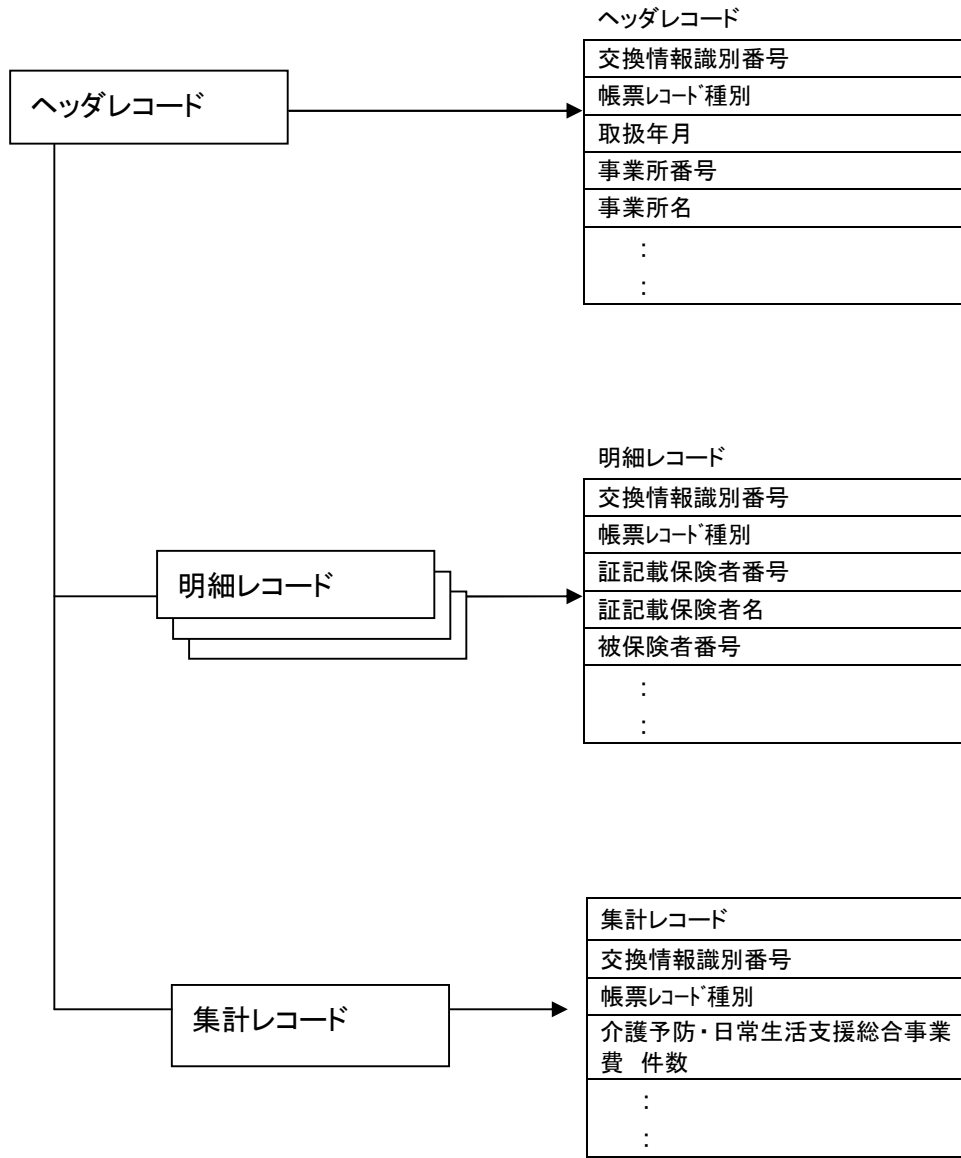 ヘッダレコード
ヘッダレコード
交換情報識別番号
帳票ﾚｺｰﾄﾞ種別
取扱年月
事業所番号
事業所名
：
：
明細レコード
明細レコード
交換情報識別番号
帳票ﾚｺｰﾄﾞ種別
証記載保険者番号
証記載保険者名
被保険者番号
：
：
集計レコード
集計レコード
交換情報識別番号
帳票ﾚｺｰﾄﾞ種別
介護予防・日常生活支援総合事業
費　件数
：
：